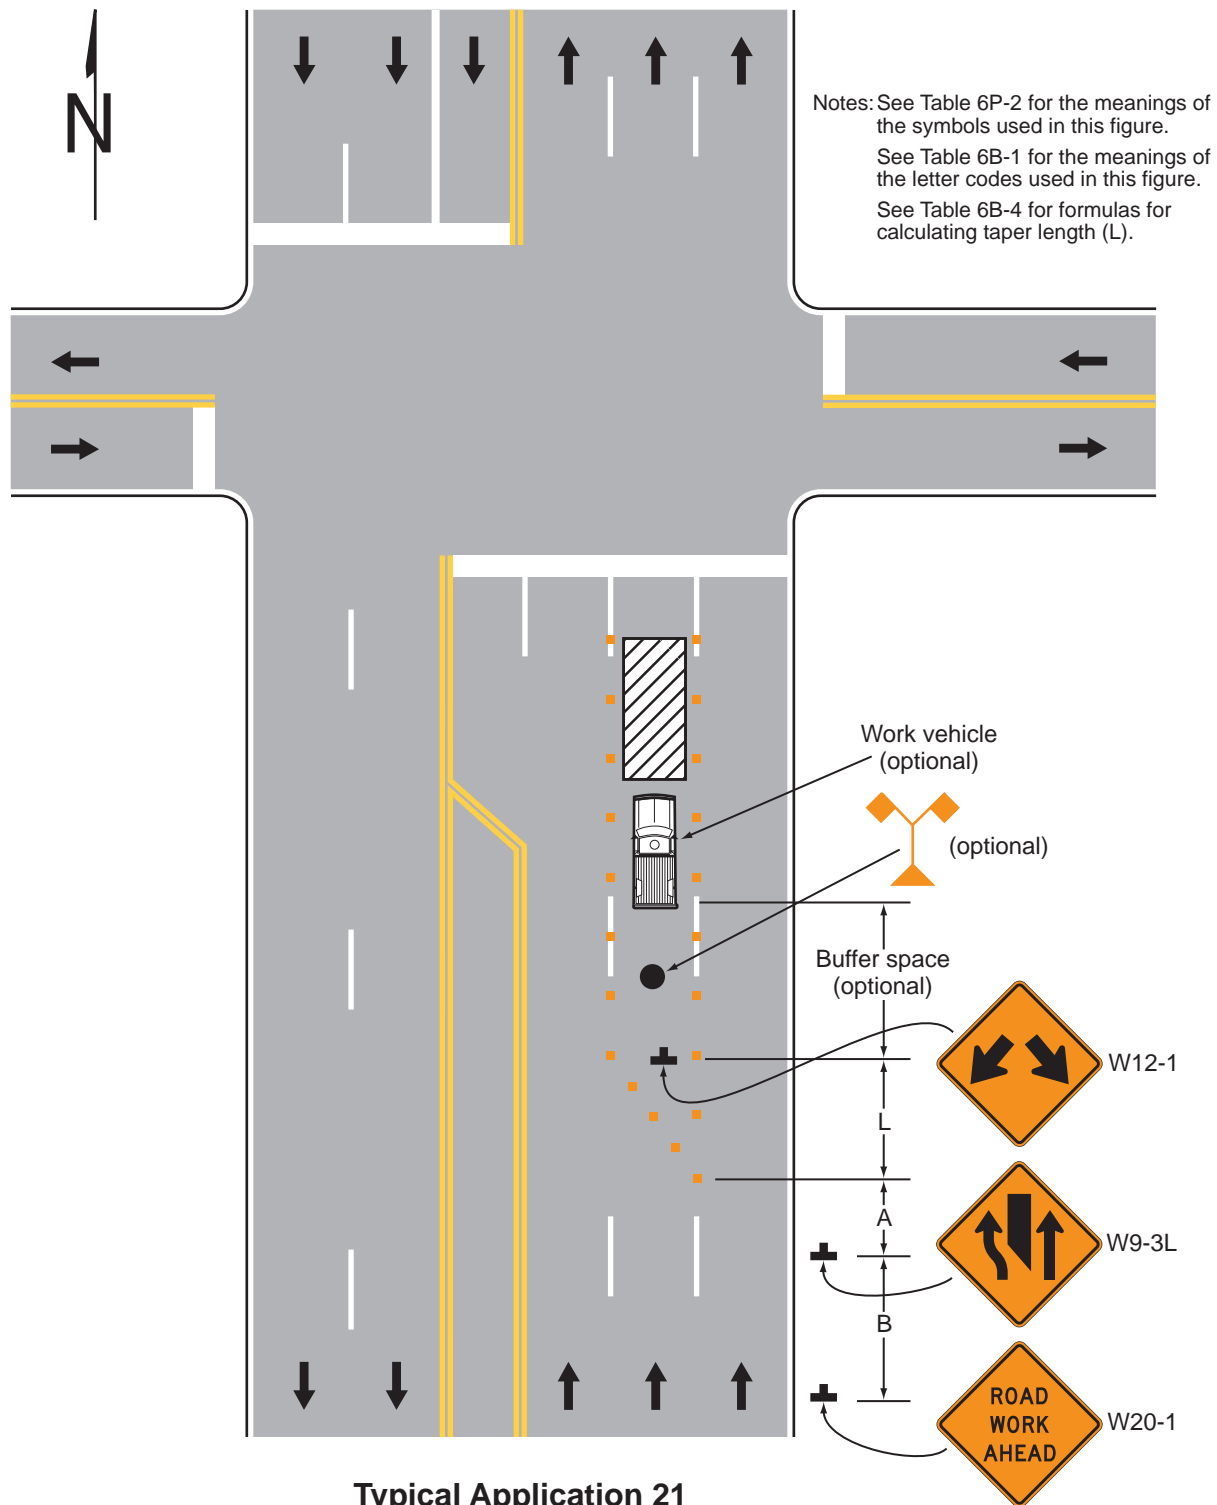 N
Notes: See Table 6P-2 for the meanings of
the symbols used in this figure.
See Table 6B-1 for the meanings of
the letter codes used in this figure.
See Table 6B-4 for formulas for
calculating taper length (L).
Work vehicle
(optional)
(optional)
Buffer space
(optional)
W12-1
L
A
W9-3L
B
ROAD
WORK
AHEAD
W20-1
Typical Application 21